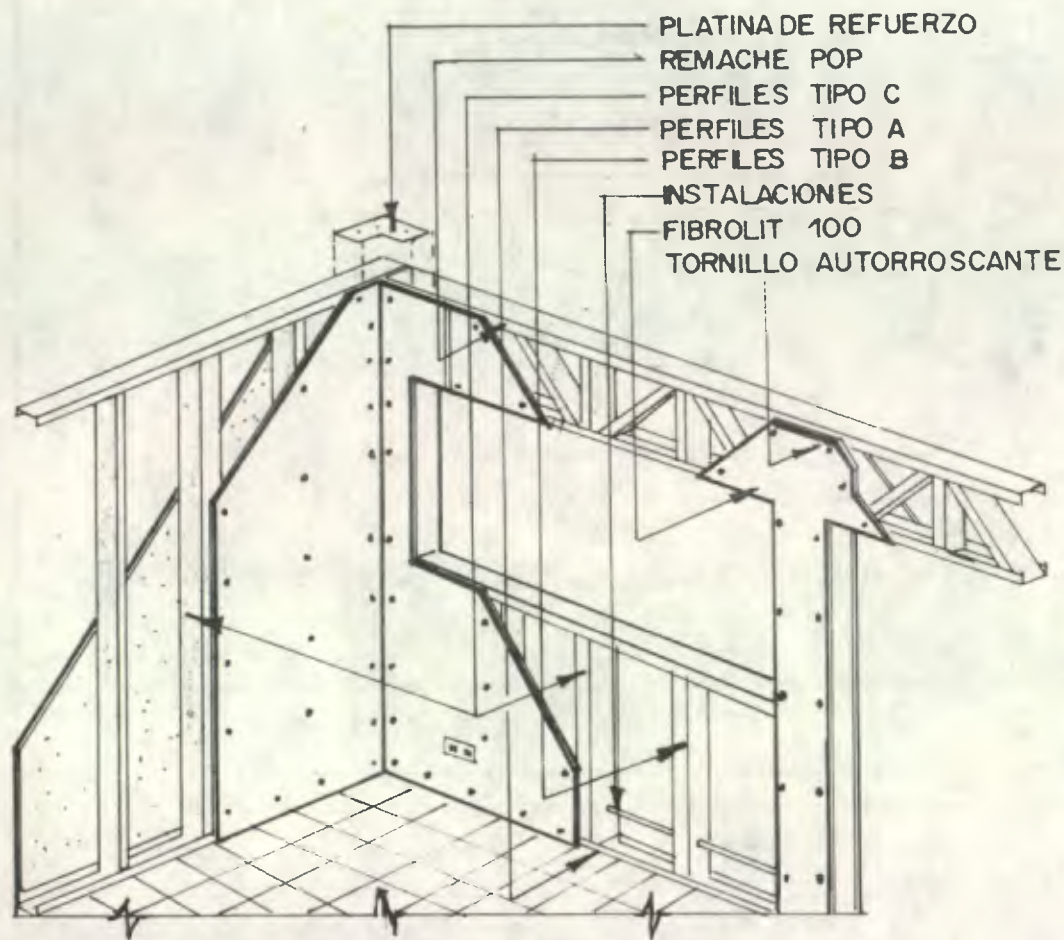 PLATINA DE REFUERZO
REMACHE POP
PERFILES TIPO C
PERFILES TIPO A
PERFILES TIPO B
INSTALACIONES
FIBROLIT 100
TORNILLO AUTORROSCANTE